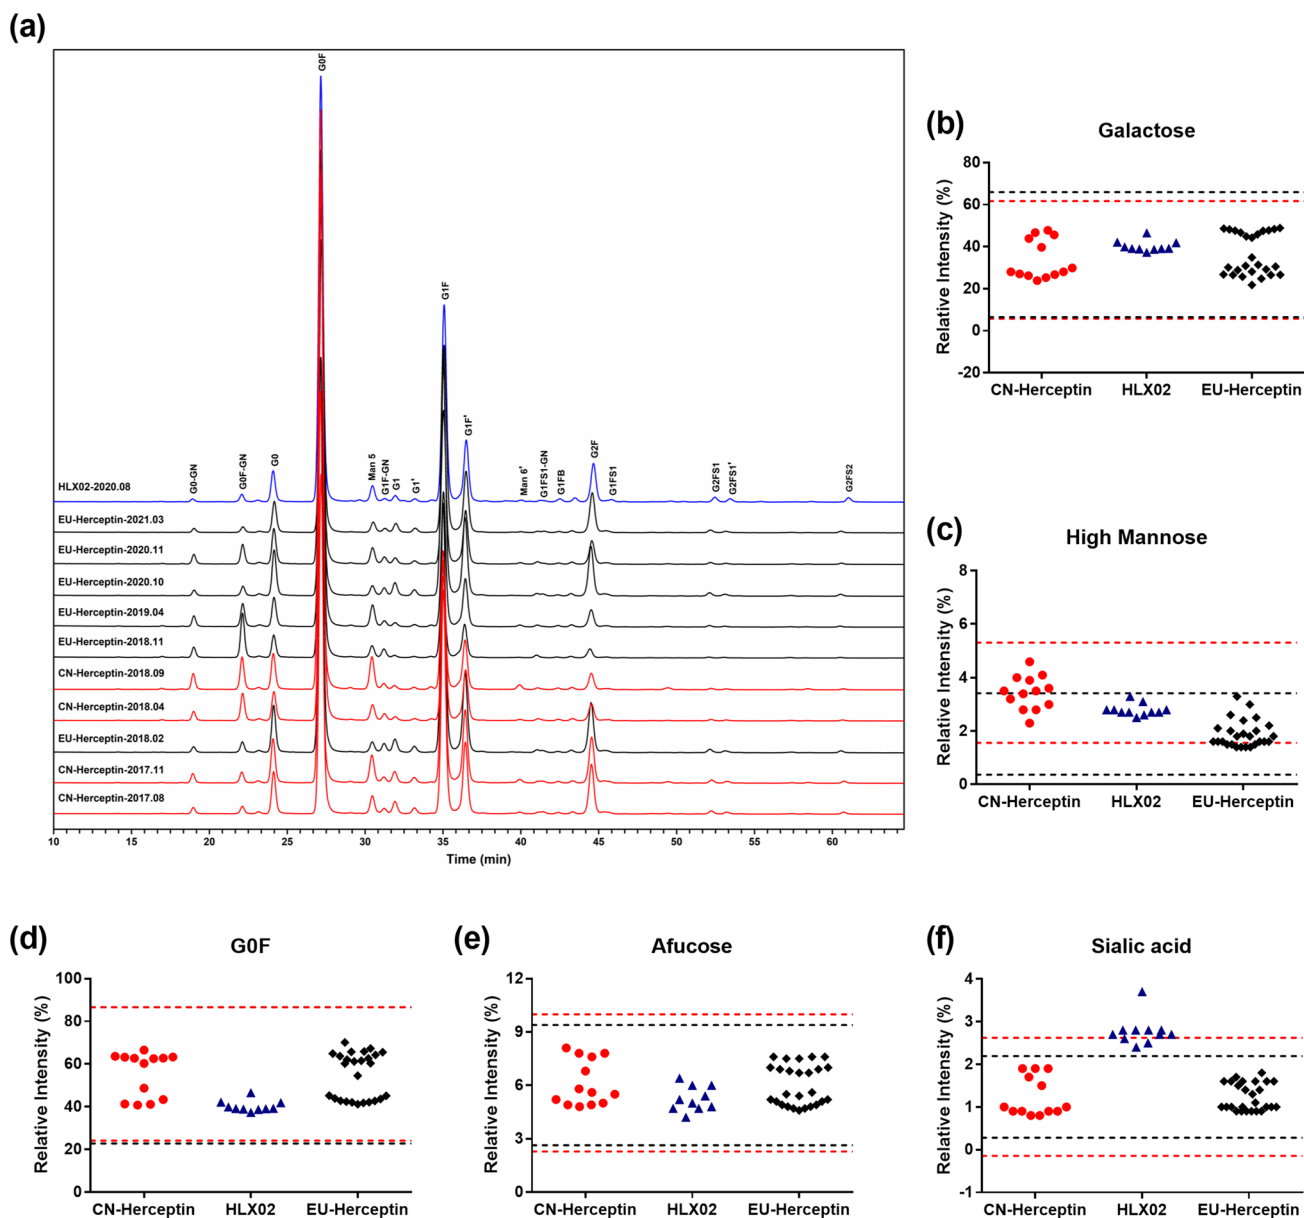 (a)
G0-GN
G0F-GN
G0
G0F
Man 5
G1F-GN
G1
G1'
G1F
G1F'
Man 6'
G1FS1-GN
G1FB
G2F
G1FS1
G2FS1
G2FS1'
G2FS2
HLX02-2020.08
EU-Herceptin-2021.03
EU-Herceptin-2020.11
EU-Herceptin-2020.10
EU-Herceptin-2019.04
EU-Herceptin-2018.11
CN-Herceptin-2018.09
CN-Herceptin-2018.04
EU-Herceptin-2018.02
CN-Herceptin-2017.11
CN-Herceptin-2017.08
10 15 20 25 30 35 40 45 50 55 60
Time (min)
(b)
Galactose
Relative Intensity (%)
80
60
40
20
0
-20
CN-Herceptin HLX02 EU-Herceptin
(c)
High Mannose
Relative Intensity (%)
8
6
4
2
0
CN-Herceptin HLX02 EU-Herceptin
(d)
G0F
Relative Intensity (%)
100
80
60
40
20
0
CN-Herceptin HLX02 EU-Herceptin
(e)
Afucose
Relative Intensity (%)
12
9
6
3
0
CN-Herceptin HLX02 EU-Herceptin
(f)
Sialic acid
Relative Intensity (%)
4
3
2
1
0
-1
CN-Herceptin HLX02 EU-Herceptin